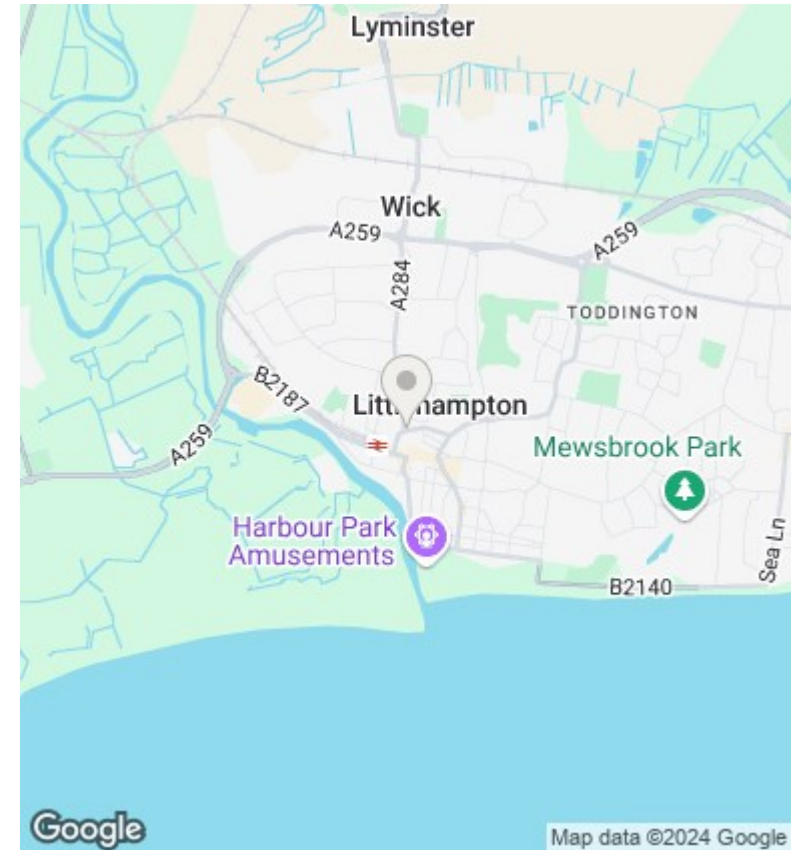 Lyminster
Wick
A259
A259
A284
TODDINGTON
B2187
Littlehampton
A259
Mewsbrook Park
Harbour Park
Amusements
Sea Ln
B2140
Google
Map data ©2024 Google